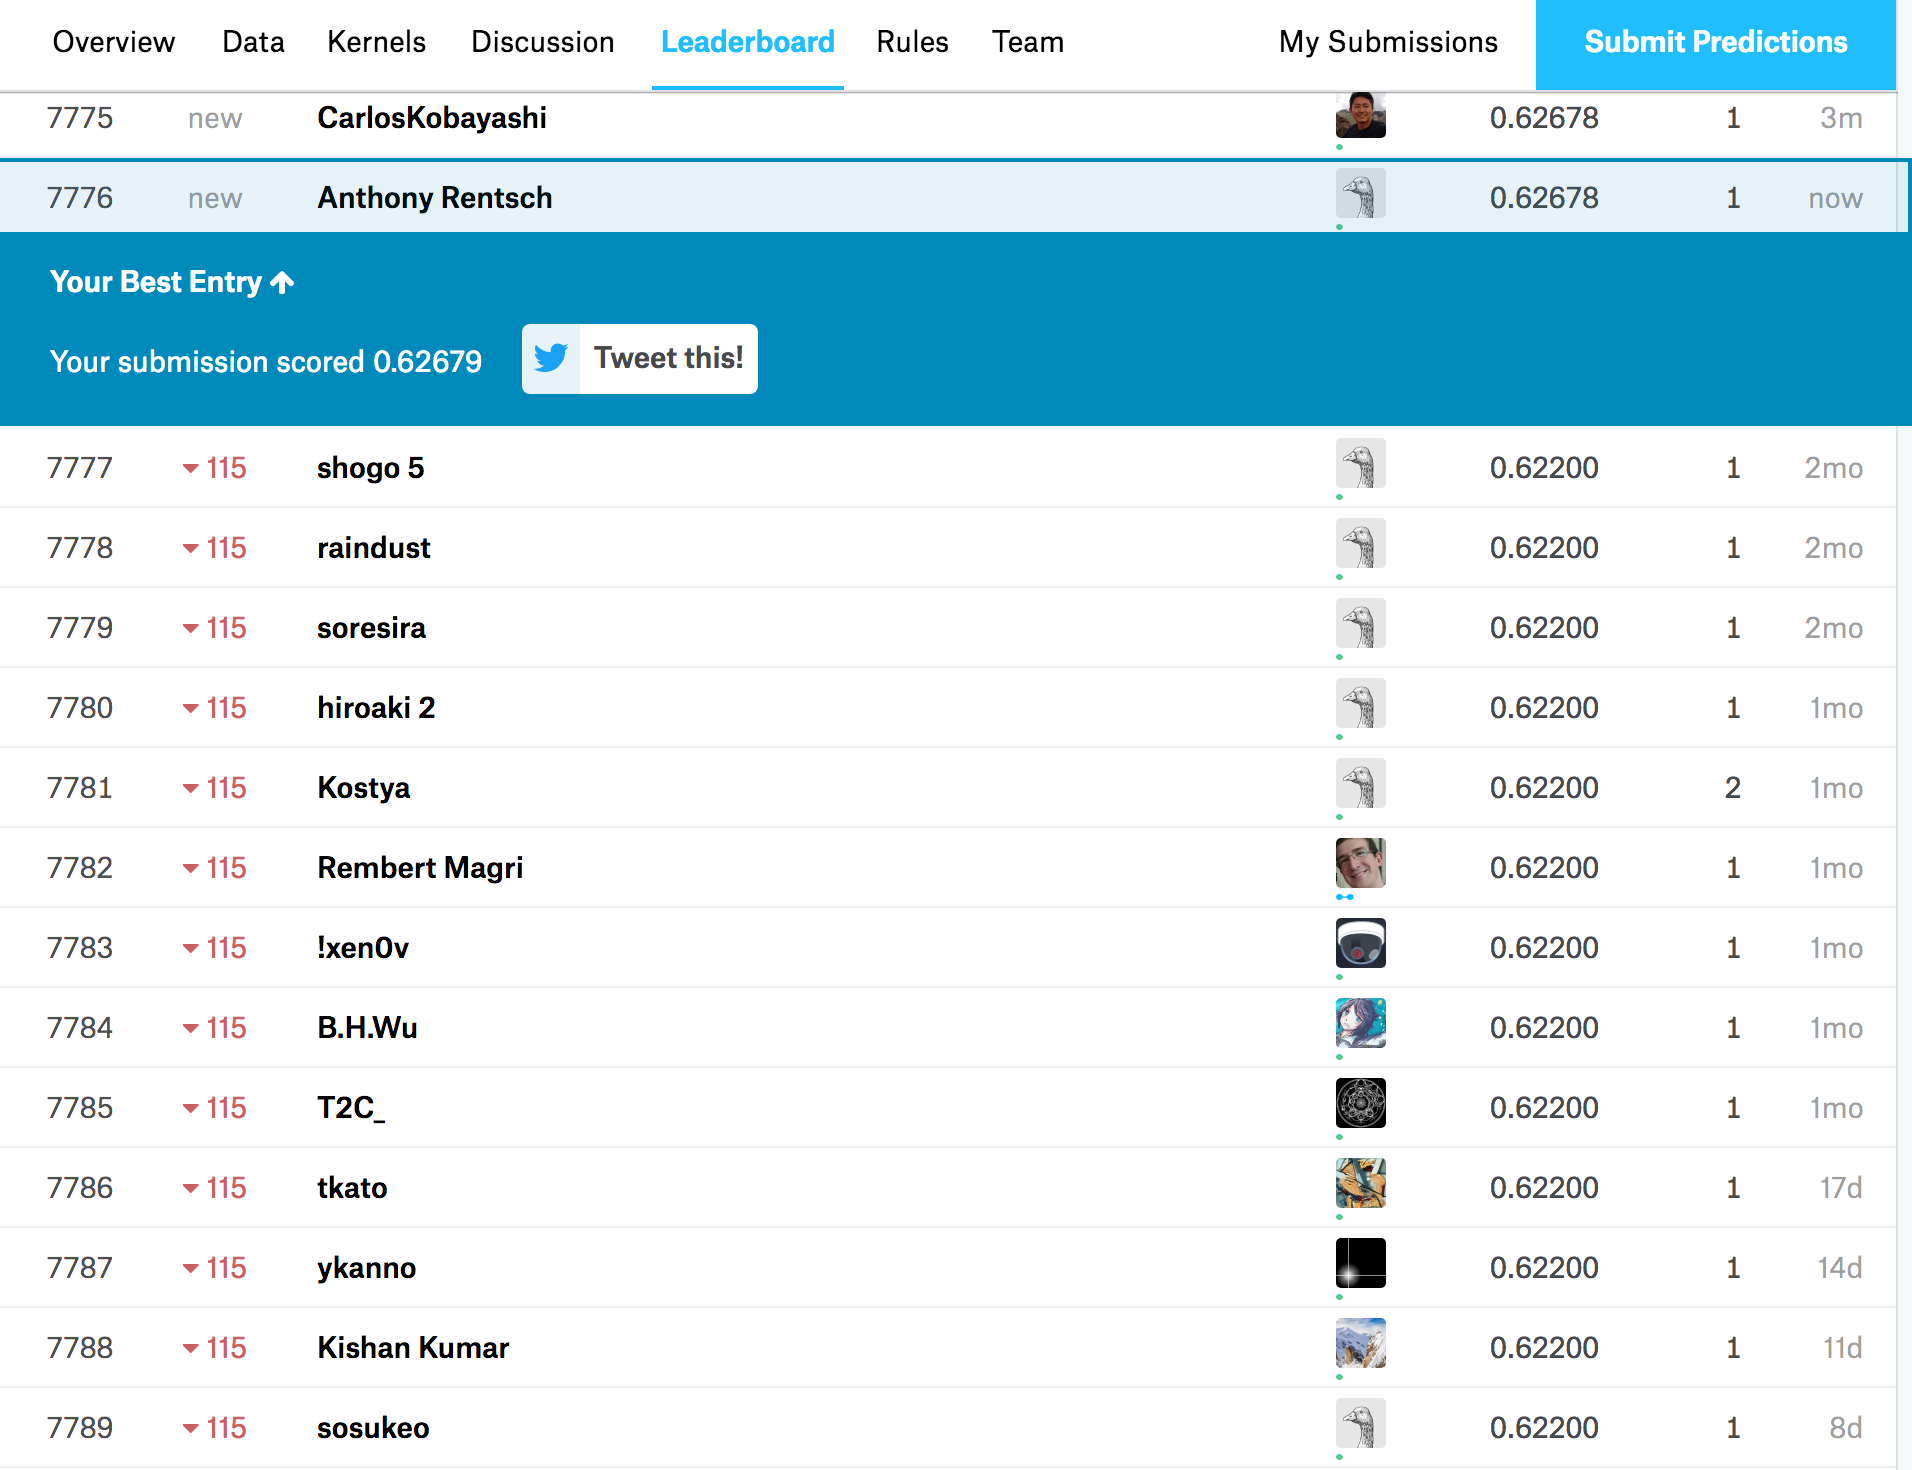 Overview Data Kernels Discussion Leaderboard Rules Team My Submissions Submit Predictions
7775 new CarlosKobayashi 0.62678 1 3m
7776 new Anthony Rentsch 0.62678 1 now
Your Best Entry
Your submission scored 0.62679 Tweet this!
7777 115 shogo 5 0.62200 1 2mo
7778 115 raindust 0.62200 1 2mo
7779 115 soresira 0.62200 1 2mo
7780 115 hiroaki 2 0.62200 1 1mo
7781 115 Kostya 0.62200 2 1mo
7782 115 Rembert Magri 0.62200 1 1mo
7783 115 !xen0v 0.62200 1 1mo
7784 115 B.H.Wu 0.62200 1 1mo
7785 115 T2C_ 0.62200 1 1mo
7786 115 tkato 0.62200 1 17d
7787 115 ykanno 0.62200 1 14d
7788 115 Kishan Kumar 0.62200 1 11d
7789 115 sosukeo 0.62200 1 8d